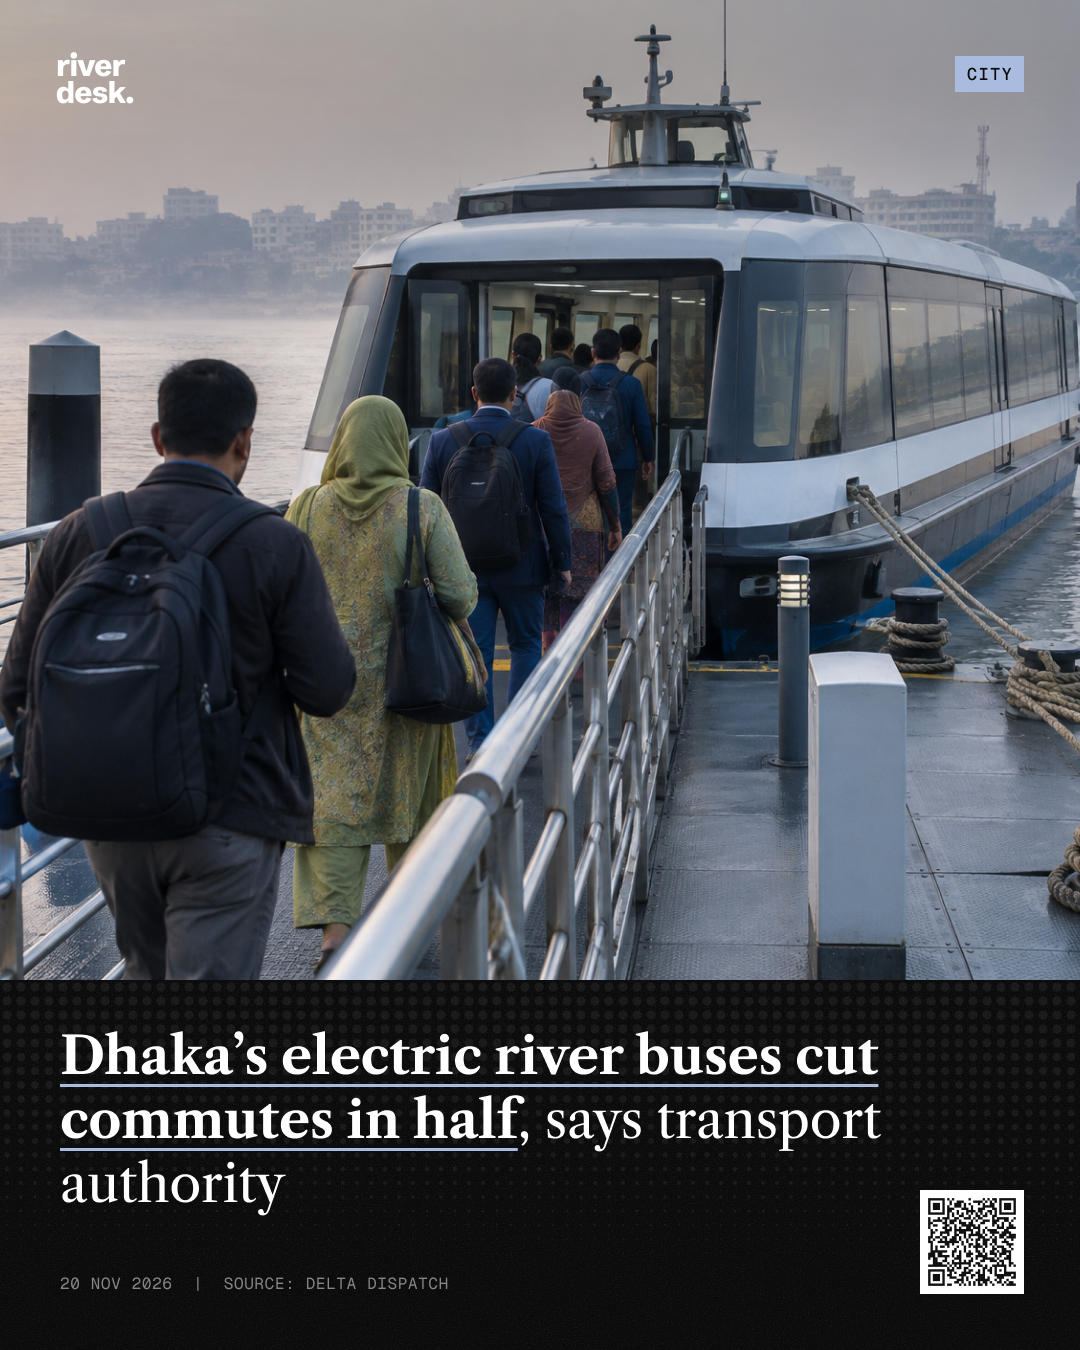 river
desk.
CITY
Dhaka’s electric river buses cut
commutes in half, says transport
authority
20 NOV 2026 | SOURCE: DELTA DISPATCH